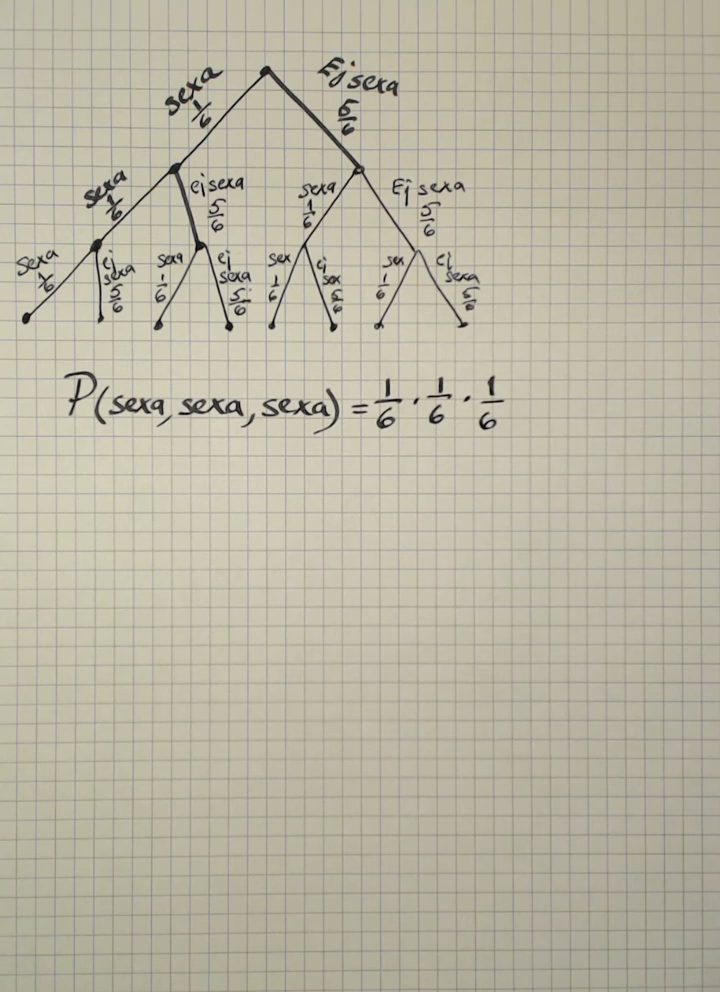 sexa Ej sexa
1/6 5/6
sexa ej sexa sexa Ej sexa
1/6 5/6 1/6 5/6
sexa ej sexa sexa ej sexa sex ej sex sex ej sexa
1/6 5/6 1/6 5/6 1/6 5/6 1/6 5/6
P(sexa, sexa, sexa) = 1/6 · 1/6 · 1/6